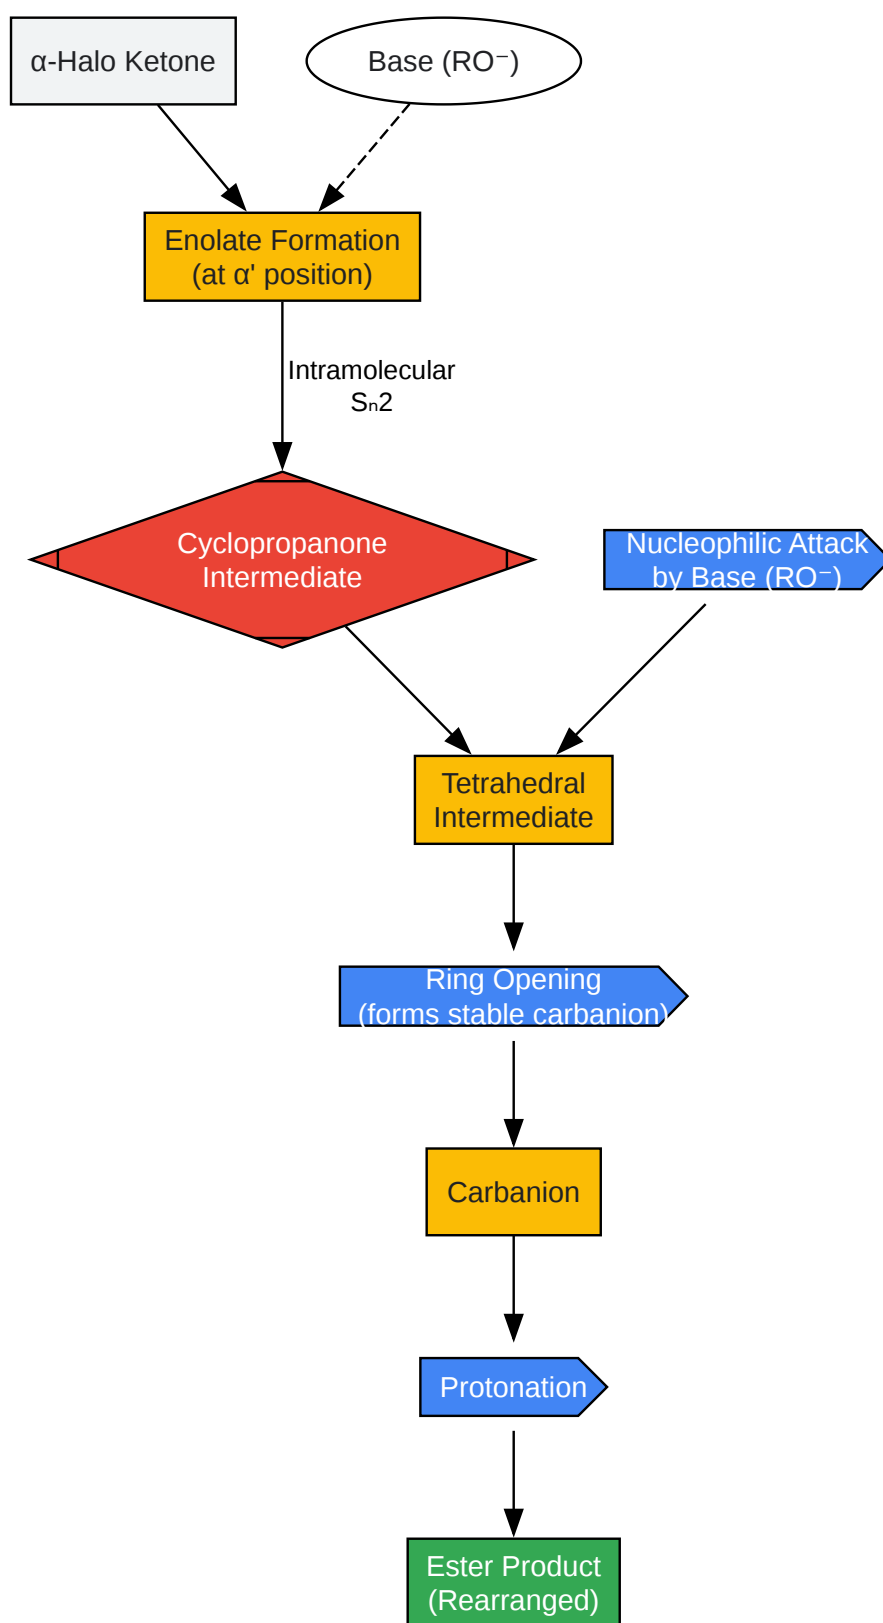 α-Halo Ketone
Base (RO⁻)
Enolate Formation
(at α' position)
Intramolecular
Sₙ2
Cyclopropanone
Intermediate
Nucleophilic Attack
by Base (RO⁻)
Tetrahedral
Intermediate
Ring Opening
(forms stable carbanion)
Carbanion
Protonation
Ester Product
(Rearranged)